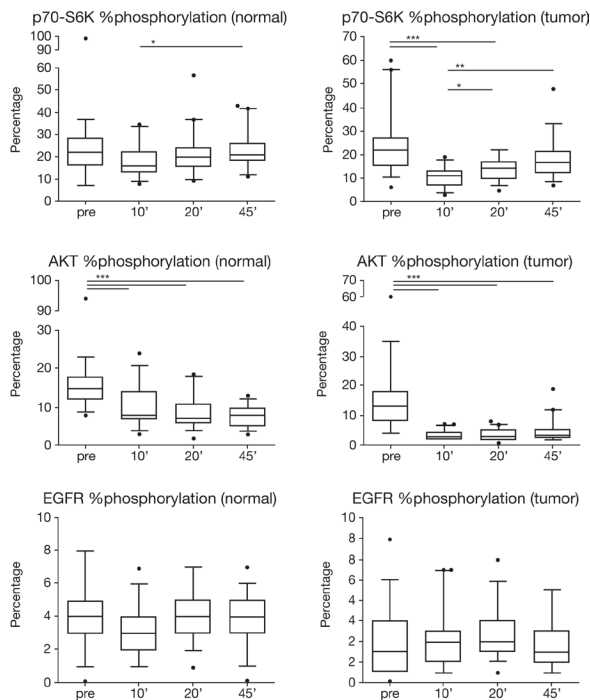 p70-S6K %phosphorylation (normal)
100
90
60
50
40
30
20
10
0
Percentage
*
pre 10' 20' 45'
p70-S6K %phosphorylation (tumor)
70
60
50
40
30
20
10
0
Percentage
***
**
*
pre 10' 20' 45'
AKT %phosphorylation (normal)
100
90
30
20
10
0
Percentage
***
pre 10' 20' 45'
AKT %phosphorylation (tumor)
70
60
40
30
20
10
0
Percentage
***
pre 10' 20' 45'
EGFR %phosphorylation (normal)
10
8
6
4
2
0
Percentage
pre 10' 20' 45'
EGFR %phosphorylation (tumor)
10
8
8
6
4
4
2
2
0
Percentage
pre 10' 20' 45'